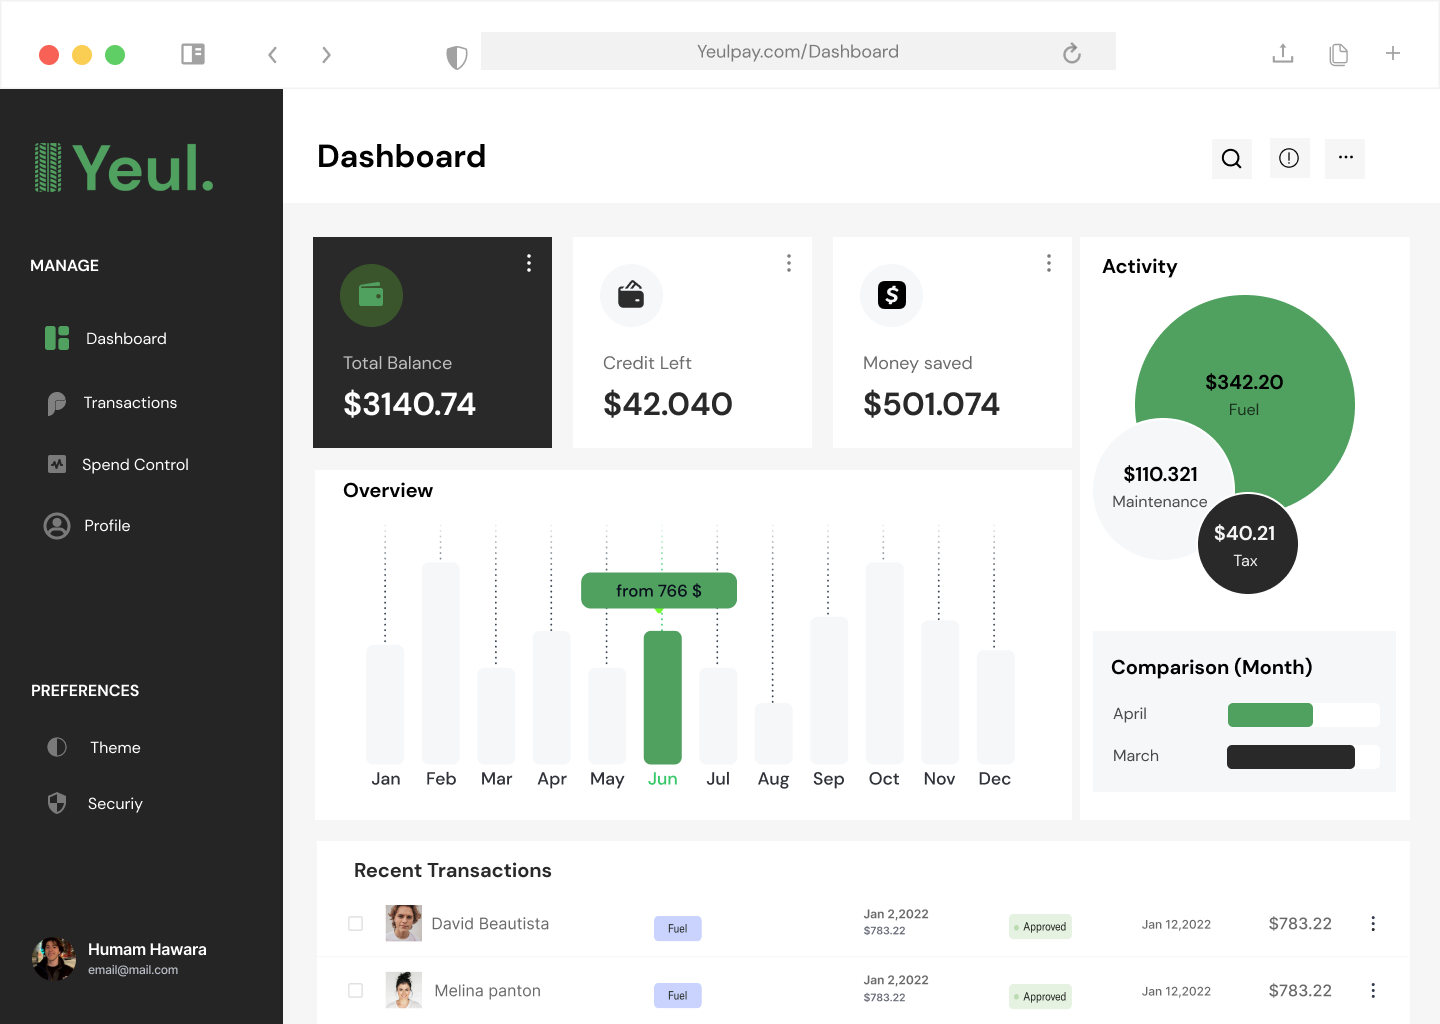 Yeulpay.com/Dashboard
Yeul.
MANAGE
Dashboard
Transactions
Spend Control
Profile
PREFERENCES
Theme
Securiy
Humam Hawara
email@mail.com
Dashboard
Total Balance
$3140.74
Credit Left
$42.040
Money saved
$501.074
Activity
$342.20
Fuel
$110.321
Maintenance
$40.21
Tax
Overview
from 766 $
Jan Feb Mar Apr May Jun Jul Aug Sep Oct Nov Dec
Comparison (Month)
April
March
Recent Transactions
David Beautista
Fuel
Jan 2,2022
$783.22
Approved
Jan 12,2022
$783.22
Melina panton
Fuel
Jan 2,2022
$783.22
Approved
Jan 12,2022
$783.22